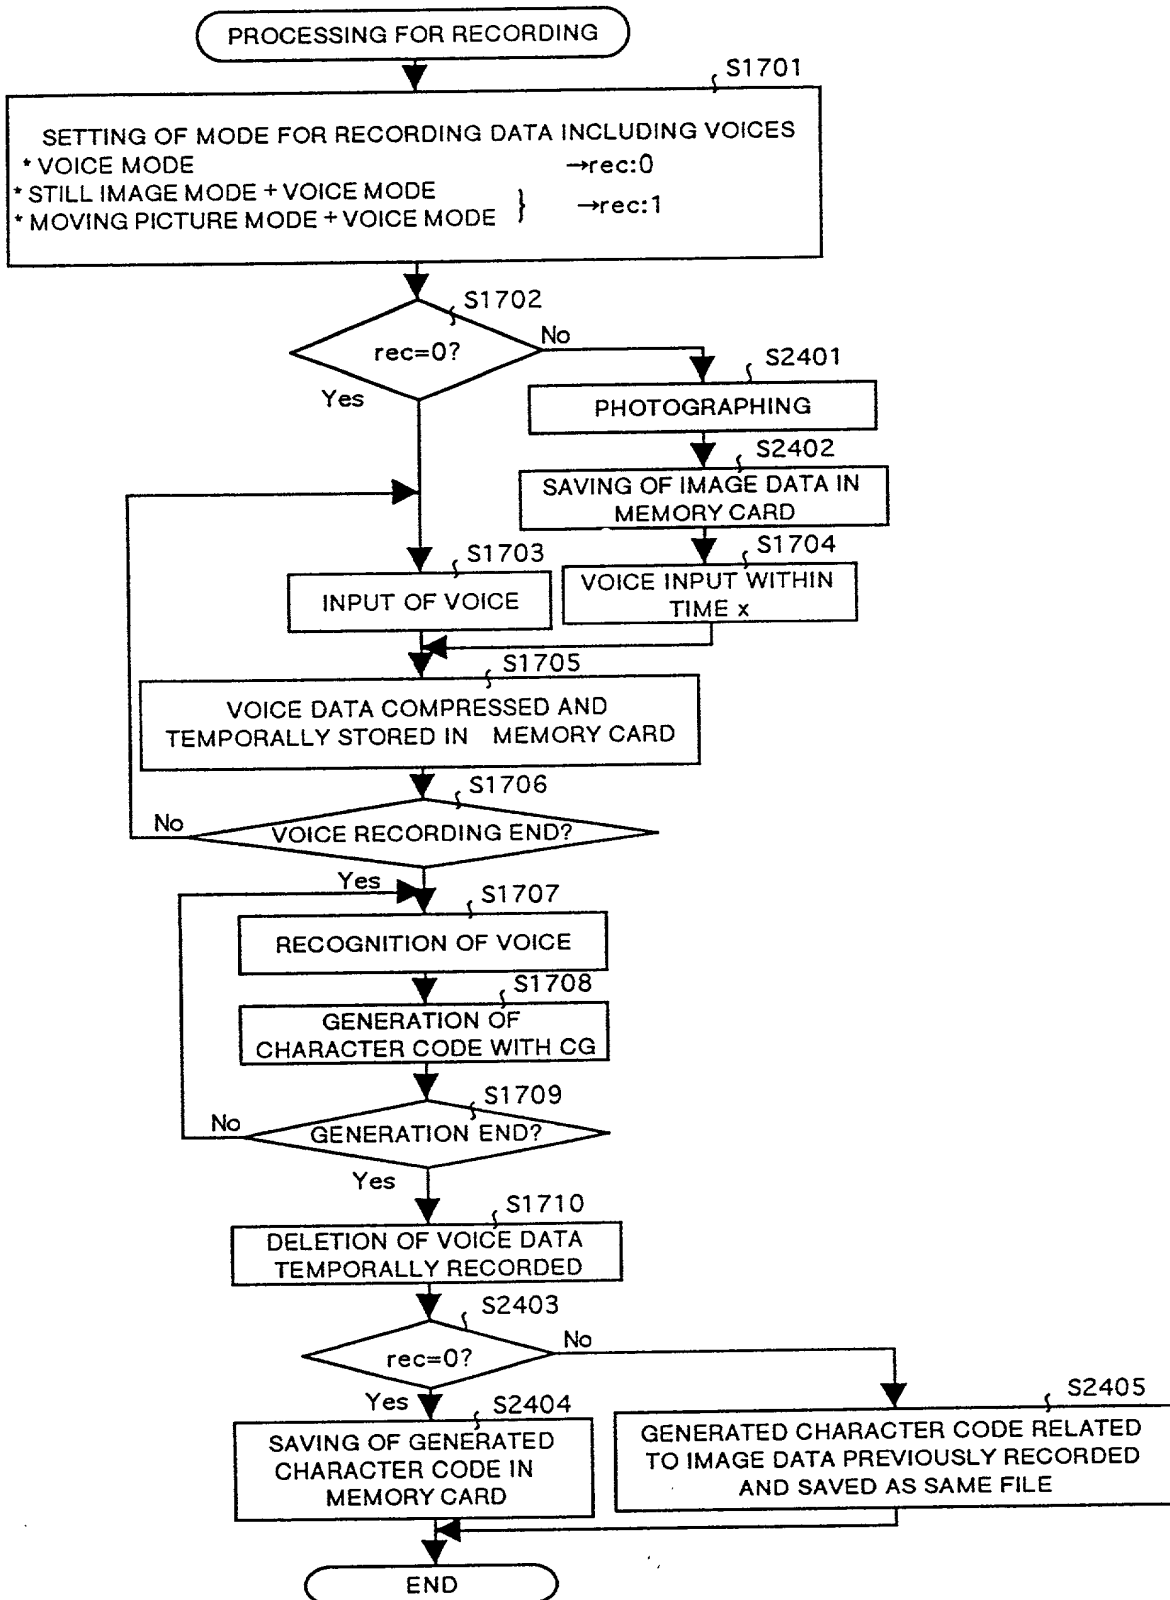 PROCESSING FOR RECORDING
S1701
SETTING OF MODE FOR RECORDING DATA INCLUDING VOICES
* VOICE MODE →rec:0
* STILL IMAGE MODE + VOICE MODE
* MOVING PICTURE MODE + VOICE MODE } →rec:1
S1702
rec=0?
No
Yes
S2401
PHOTOGRAPHING
S2402
SAVING OF IMAGE DATA IN
MEMORY CARD
S1703
INPUT OF VOICE
S1704
VOICE INPUT WITHIN
TIME x
S1705
VOICE DATA COMPRESSED AND
TEMPORALLY STORED IN MEMORY CARD
S1706
VOICE RECORDING END?
No
Yes
S1707
RECOGNITION OF VOICE
S1708
GENERATION OF
CHARACTER CODE WITH CG
S1709
GENERATION END?
No
Yes
S1710
DELETION OF VOICE DATA
TEMPORALLY RECORDED
S2403
rec=0?
No
Yes
S2404
SAVING OF GENERATED
CHARACTER CODE IN
MEMORY CARD
S2405
GENERATED CHARACTER CODE RELATED
TO IMAGE DATA PREVIOUSLY RECORDED
AND SAVED AS SAME FILE
END